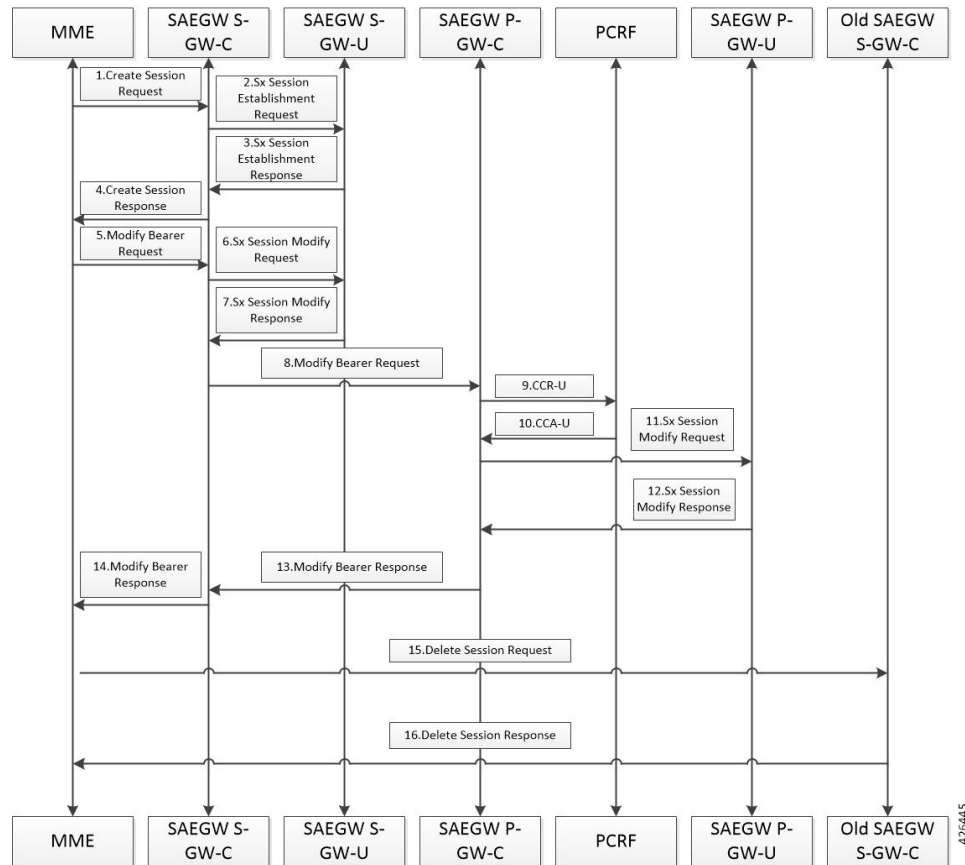 MME
SAEGW S-
GW-C
SAEGW S-
GW-U
SAEGW P-
GW-C
PCRF
SAEGW P-
GW-U
Old SAEGW
S-GW-C
1.Create Session
Request
2.Sx Session
Establishment
Request
3.Sx Session
Establishment
Response
4.Create Session
Response
5.Modify Bearer
Request
6.Sx Session Modify
Request
7.Sx Session Modify
Response
8.Modify Bearer Request
9.CCR-U
10.CCA-U
11.Sx Session
Modify Request
12.Sx Session
Modify Response
13.Modify Bearer Response
14.Modify Bearer
Response
15.Delete Session Request
16.Delete Session Response
MME
SAEGW S-
GW-C
SAEGW S-
GW-U
SAEGW P-
GW-C
PCRF
SAEGW P-
GW-U
Old SAEGW
S-GW-C
426445